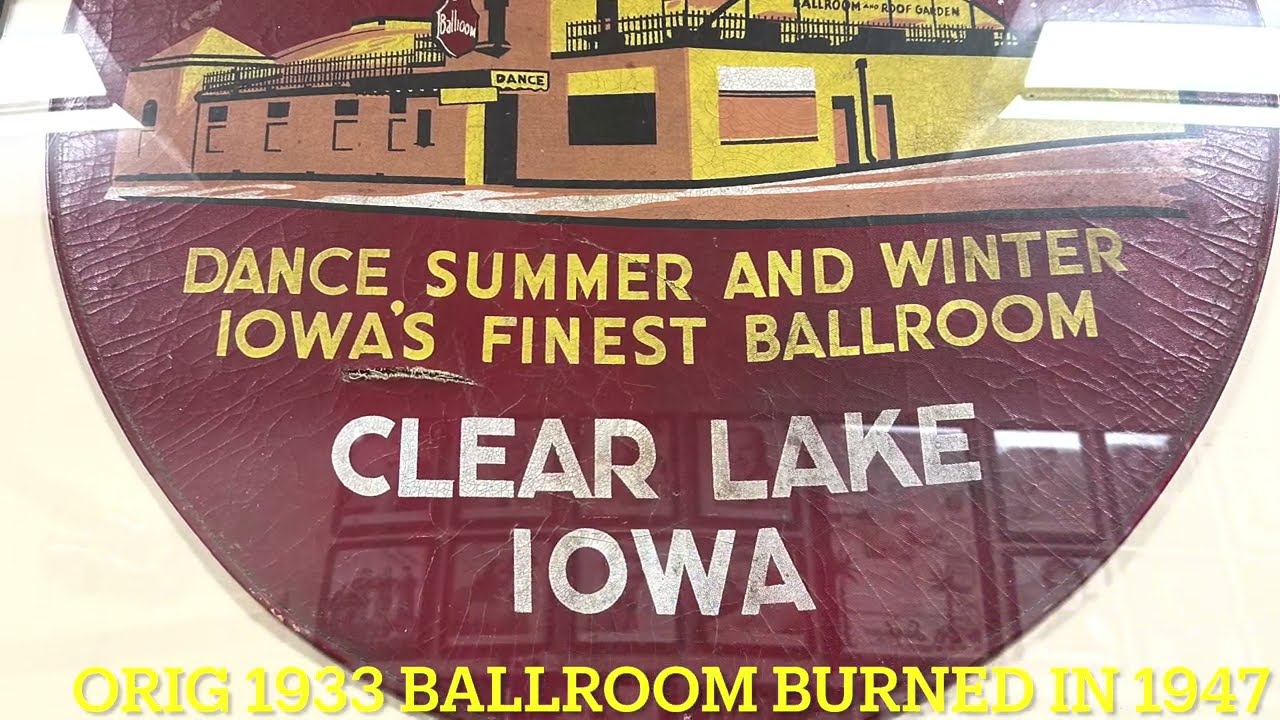 BALLROOM AND ROOF GARDEN
Ballroom
DANCE
DANCE SUMMER AND WINTER
IOWA'S FINEST BALLROOM
CLEAR LAKE
IOWA
ORIG 1933 BALLROOM BURNED IN 1947